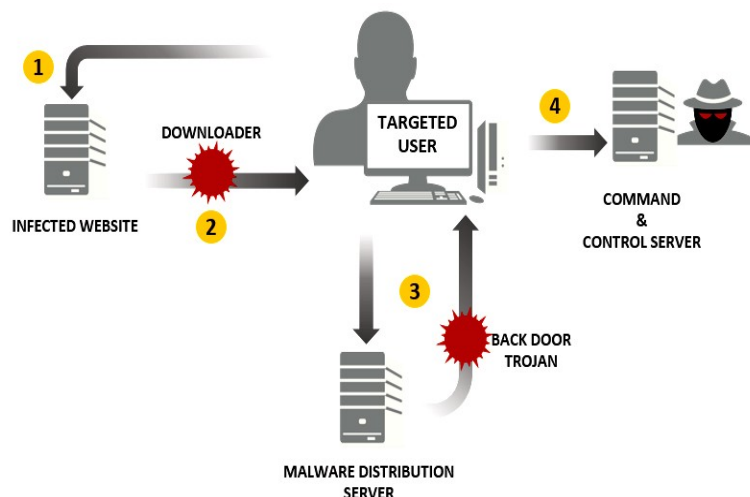 1
DOWNLOADER
2
INFECTED WEBSITE
TARGETED
USER
4
COMMAND
&
CONTROL SERVER
3
BACK DOOR
TROJAN
MALWARE DISTRIBUTION
SERVER